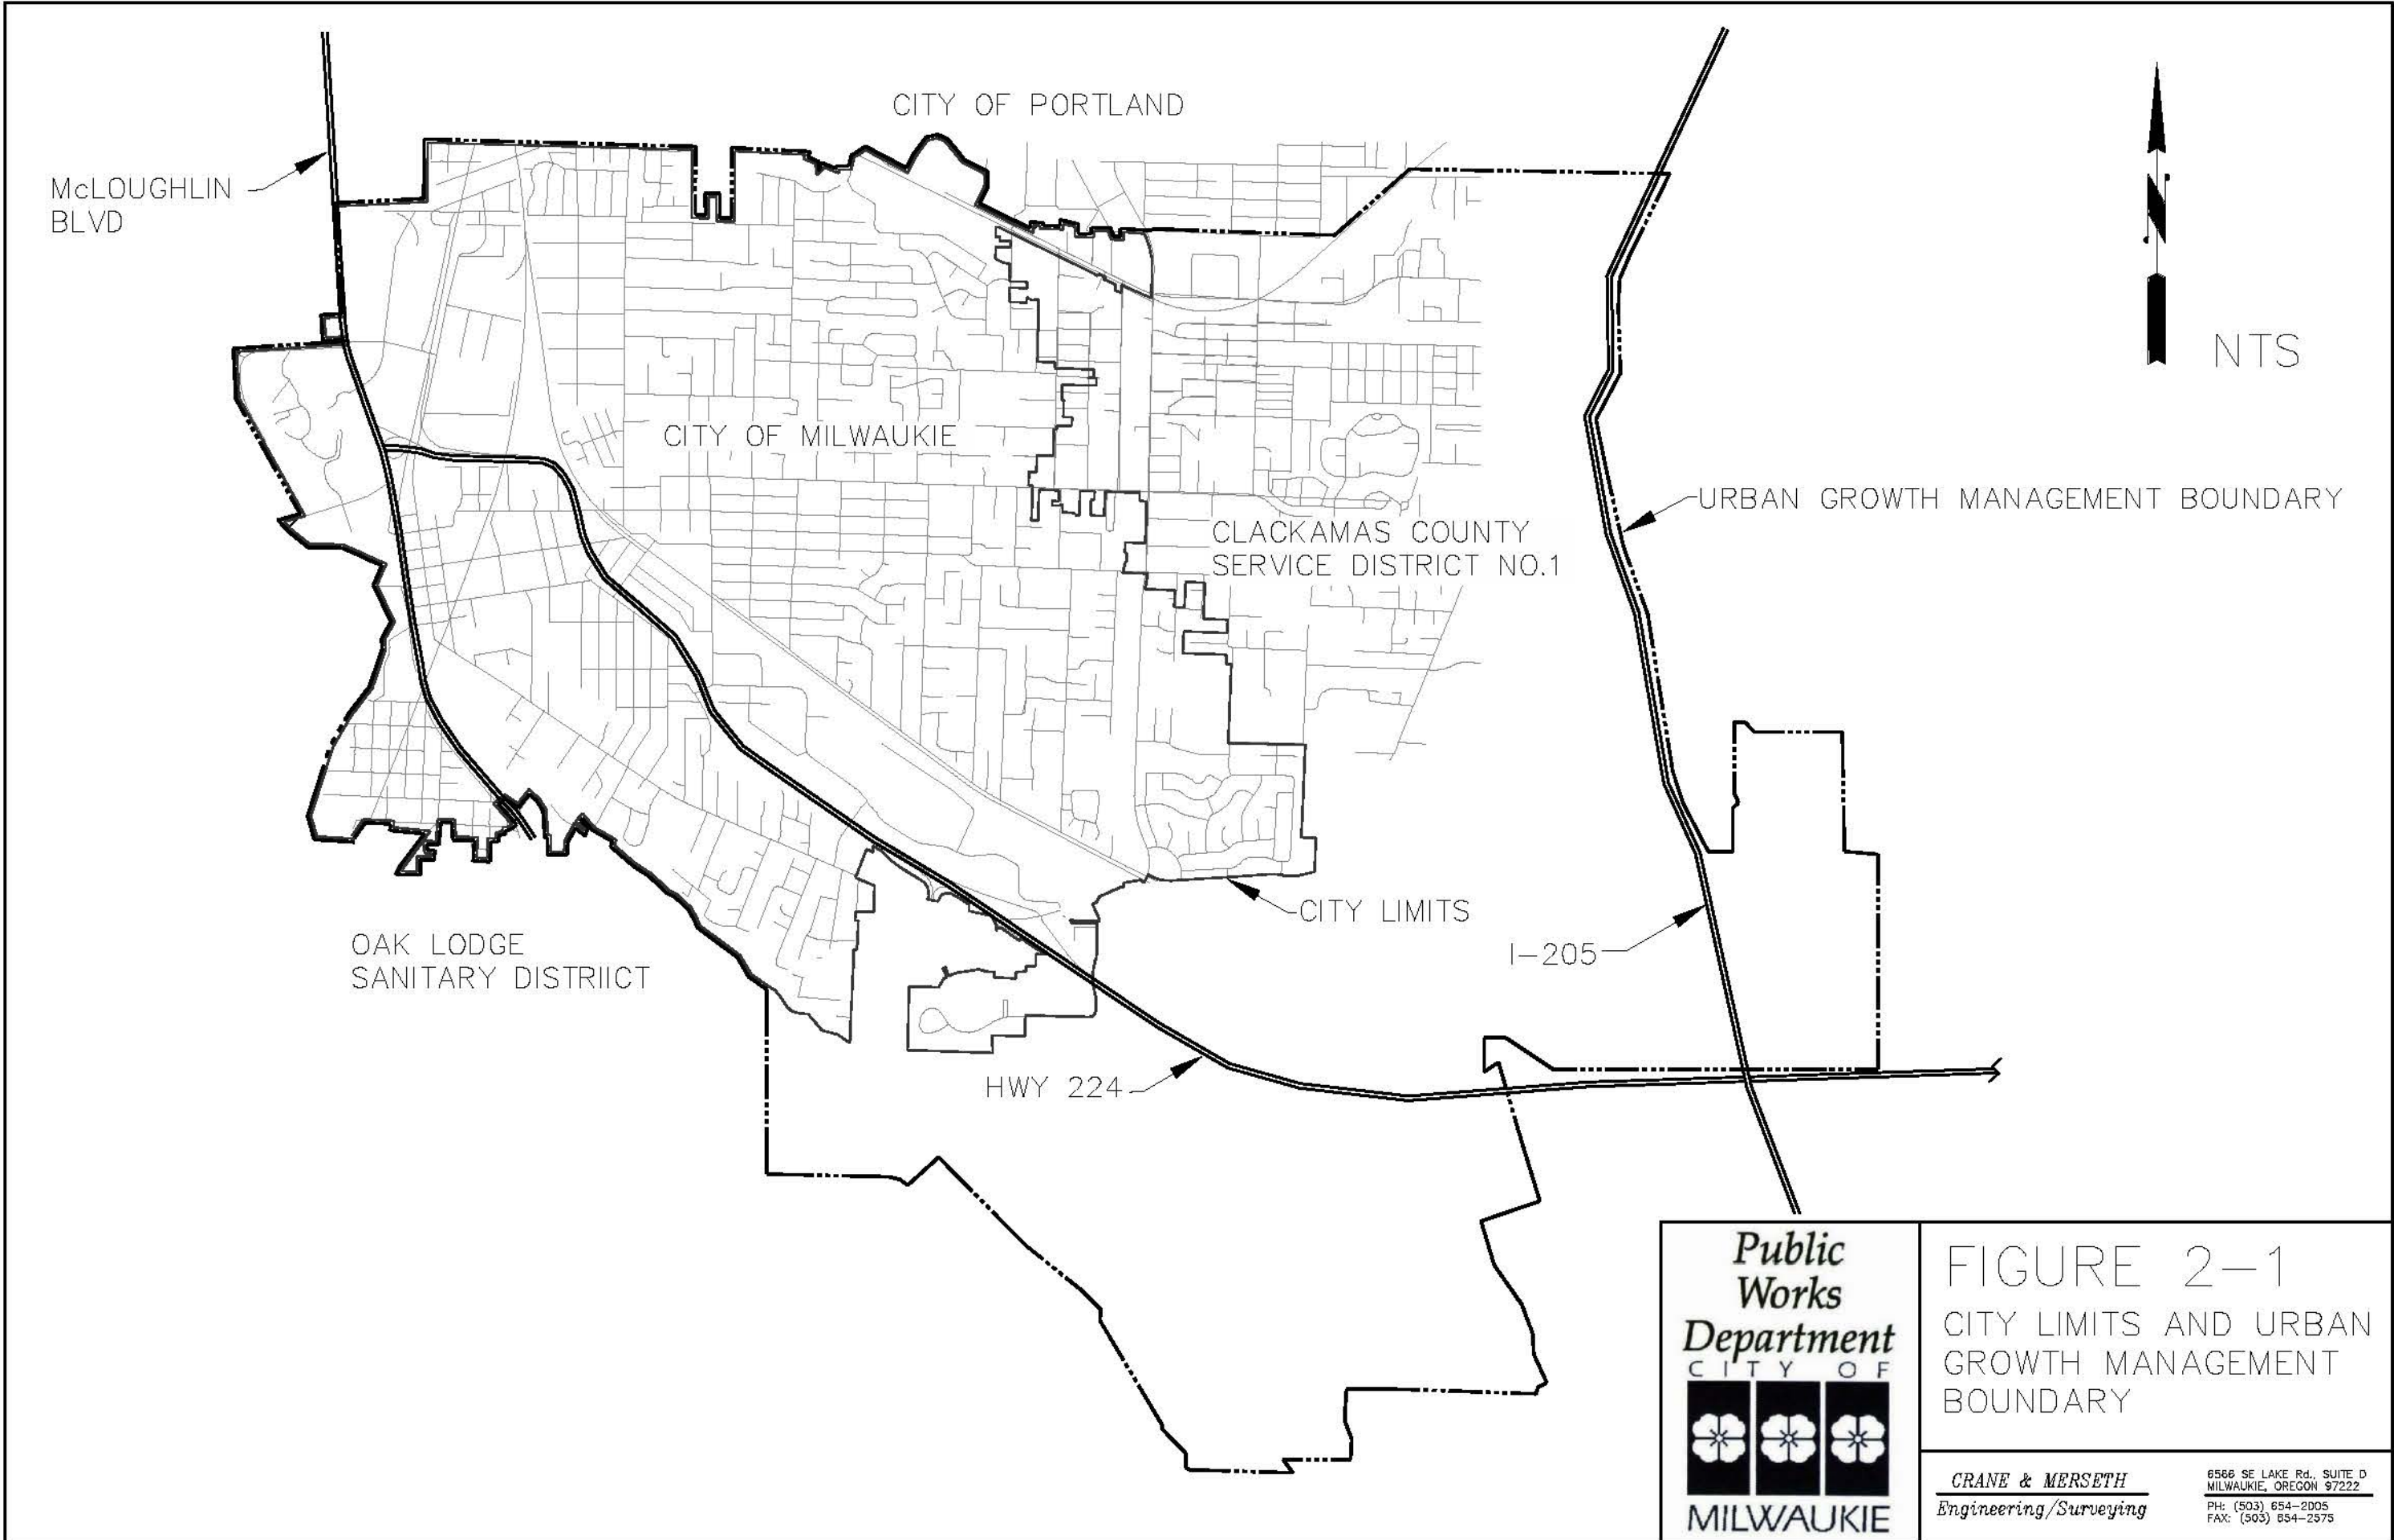 CITY OF PORTLAND
McLOUGHLIN
BLVD
N
NTS
CITY OF MILWAUKIE
URBAN GROWTH MANAGEMENT BOUNDARY
CLACKAMAS COUNTY
SERVICE DISTRICT NO.1
CITY LIMITS
OAK LODGE
SANITARY DISTRIICT
I-205
HWY 224
Public
Works
Department
CITY OF
MILWAUKIE
FIGURE 2-1
CITY LIMITS AND URBAN
GROWTH MANAGEMENT
BOUNDARY
CRANE & MERSETH
Engineering/Surveying
6566 SE LAKE Rd., SUITE D
MILWAUKIE, OREGON 97222
PH: (503) 654-2005
FAX: (503) 654-2575